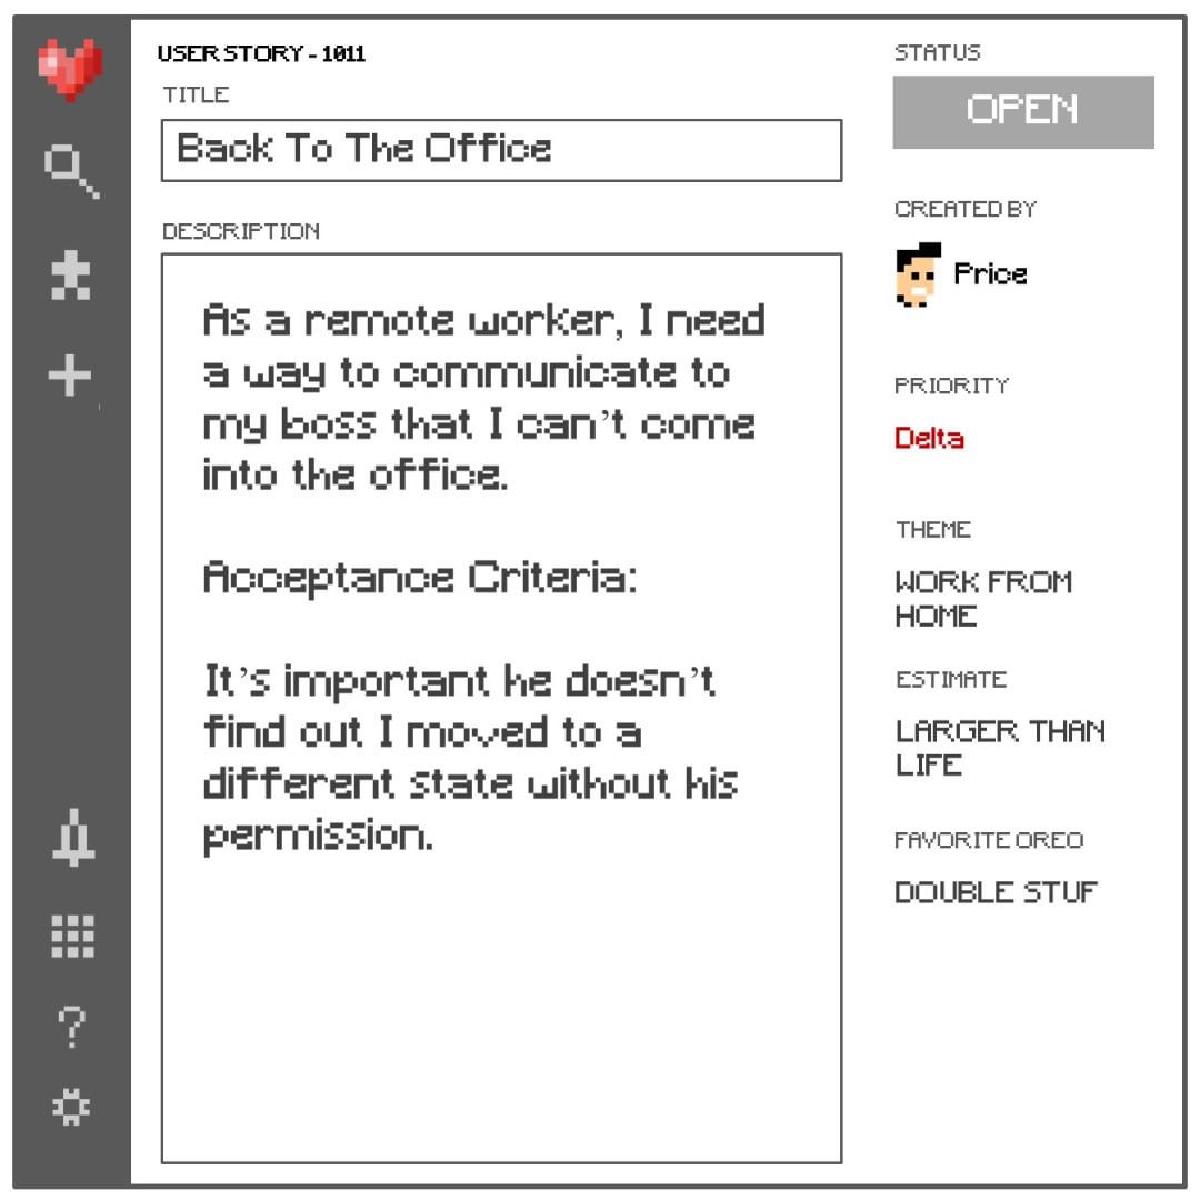 USER STORY - 1011
TITLE
Back To The Office
DESCRIPTION
As a remote worker, I need
a way to communicate to
my boss that I can't come
into the office.
Acceptance Criteria:
It's important he doesn't
find out I moved to a
different state without his
permission.
STATUS
OPEN
CREATED BY
Price
PRIORITY
Delta
THEME
WORK FROM
HOME
ESTIMATE
LARGER THAN
LIFE
FAVORITE OREO
DOUBLE STUF
?